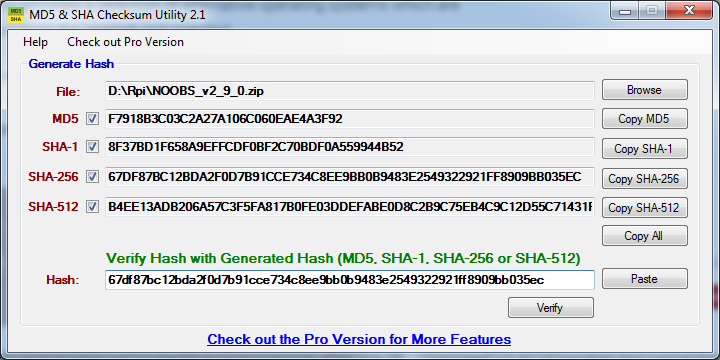 MD5 & SHA Checksum Utility 2.1
Help Check out Pro Version
Generate Hash
File: D:\Rpi\NOOBS_v2_9_0.zip Browse
MD5 F7918B3C03C2A27A106C060EAE4A3F92 Copy MD5
SHA-1 8F37BD1F658A9EFFCDF0BF2C70BDF0A559944B52 Copy SHA-1
SHA-256 67DF87BC12BDA2F0D7B91CCE734C8EE9BB0B9483E2549322921FF8909BB035EC Copy SHA-256
SHA-512 B4EE13ADB206A57C3F5FA817B0FE03DDEFABE0D8C2B9C75EB4C9C12D55C71431F Copy SHA-512
Copy All
Verify Hash with Generated Hash (MD5, SHA-1, SHA-256 or SHA-512)
Hash: 67df87bc12bda2f0d7b91cce734c8ee9bb0b9483e2549322921ff8909bb035ec Paste
Verify
Check out the Pro Version for More Features